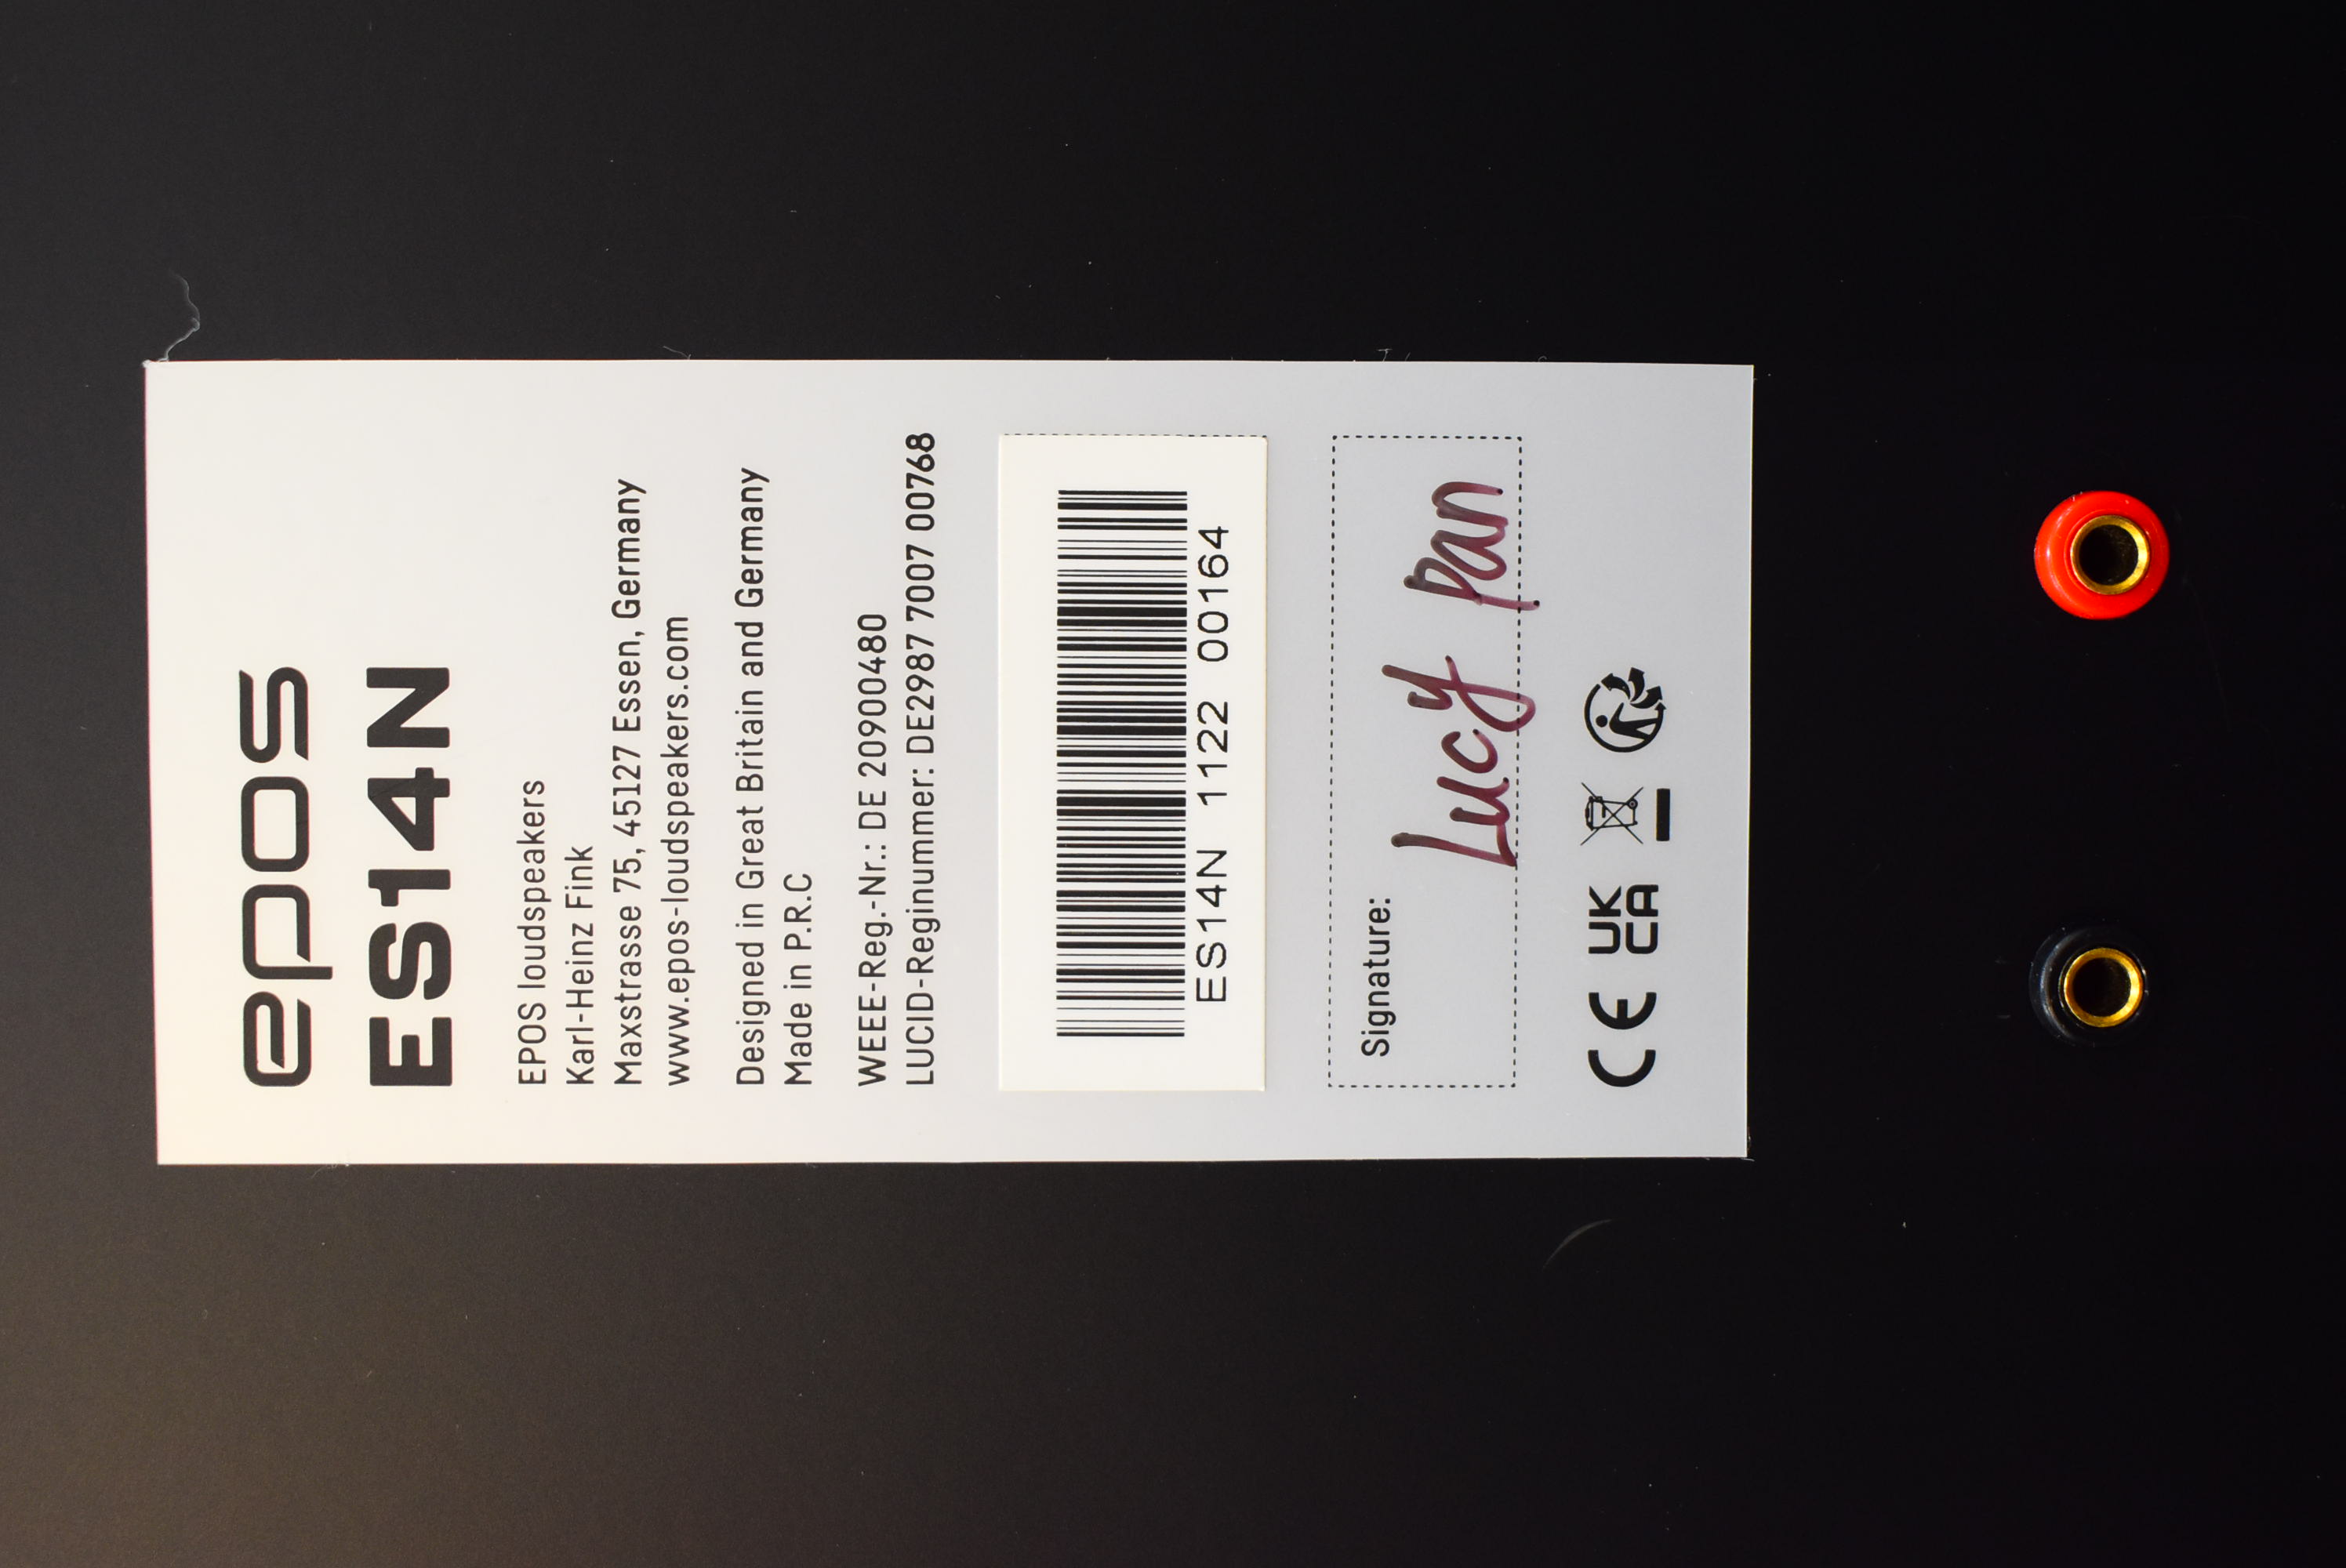 epos
ES14N
EPOS loudspeakers
Karl-Heinz Fink
Maxstrasse 75, 45127 Essen, Germany
www.epos-loudspeakers.com
Designed in Great Britain and Germany
Made in P.R.C
WEEE-Reg.-Nr.: DE 20900480
LUCID-Reginummer: DE2987 7007 00768
ES14N 1122 00164
Signature: Lucy pan
CE UK CA